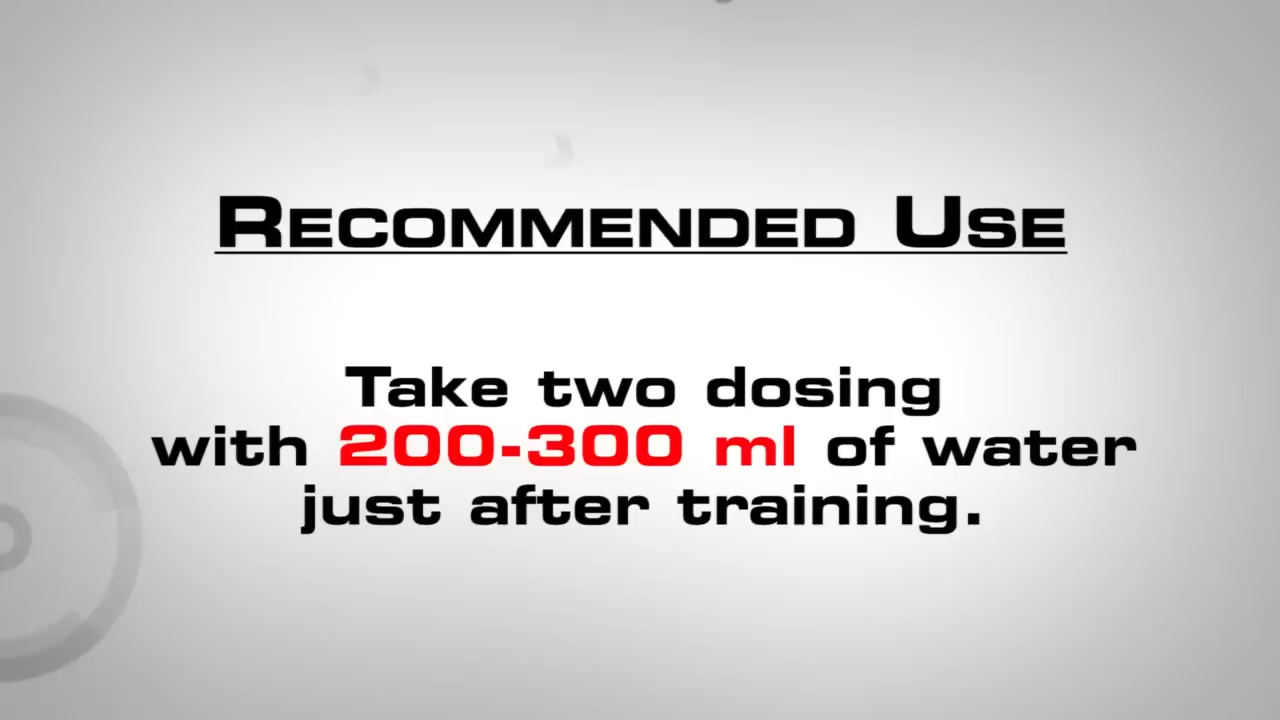 Recommended Use
Take two dosing
with 200-300 ml of water
just after training.